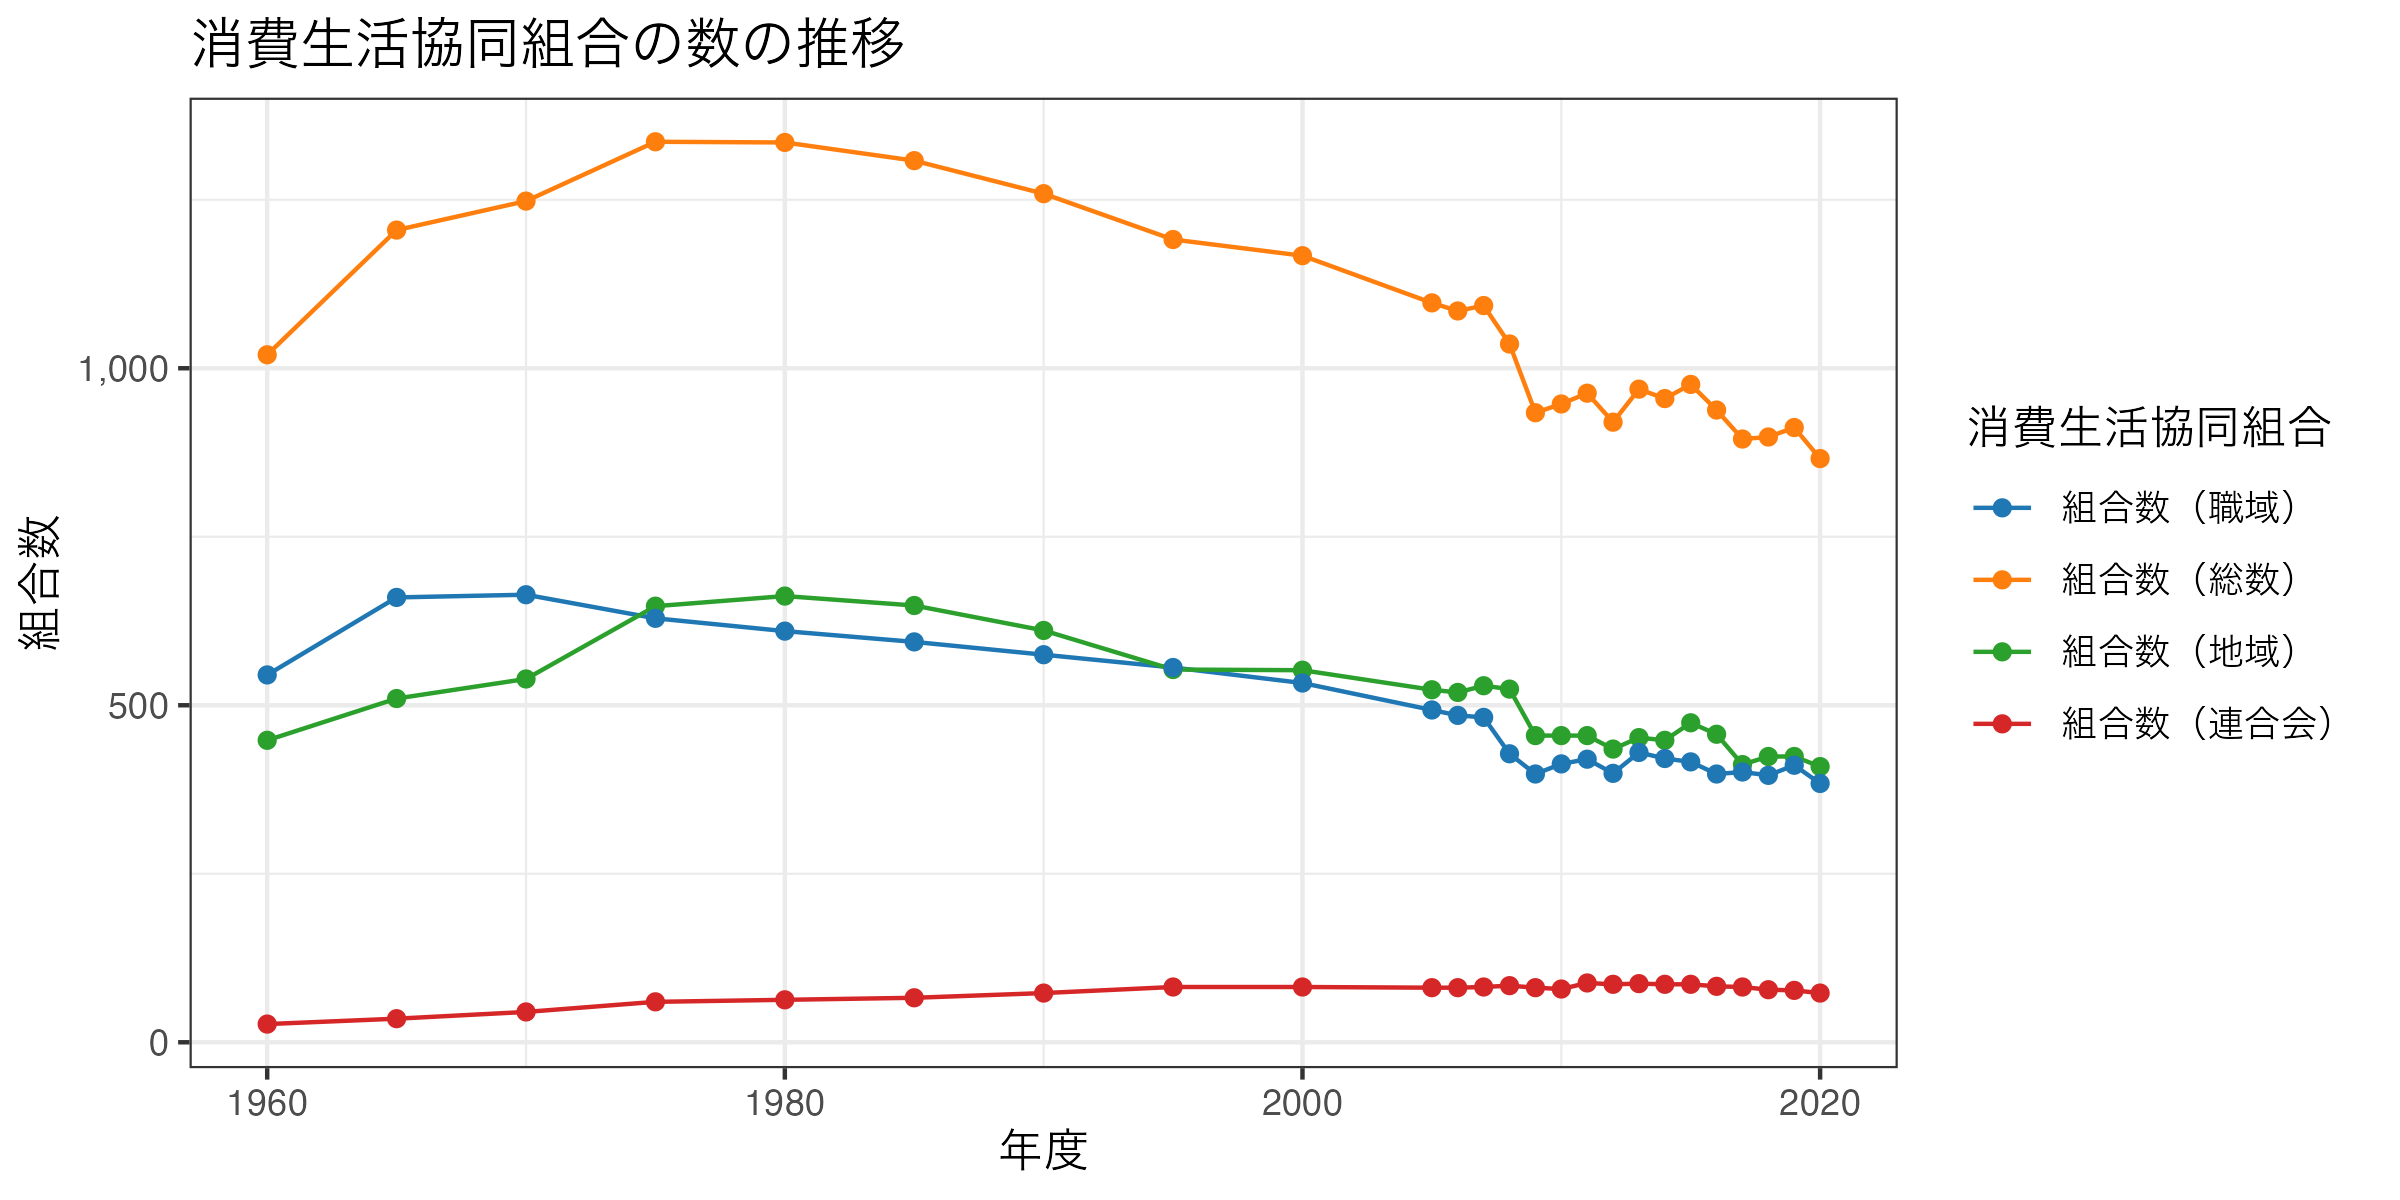 消費生活協同組合の数の推移
組合数
1,000
500
0
1960
1980
2000
2020
年度
消費生活協同組合
組合数（職域）
組合数（総数）
組合数（地域）
組合数（連合会）